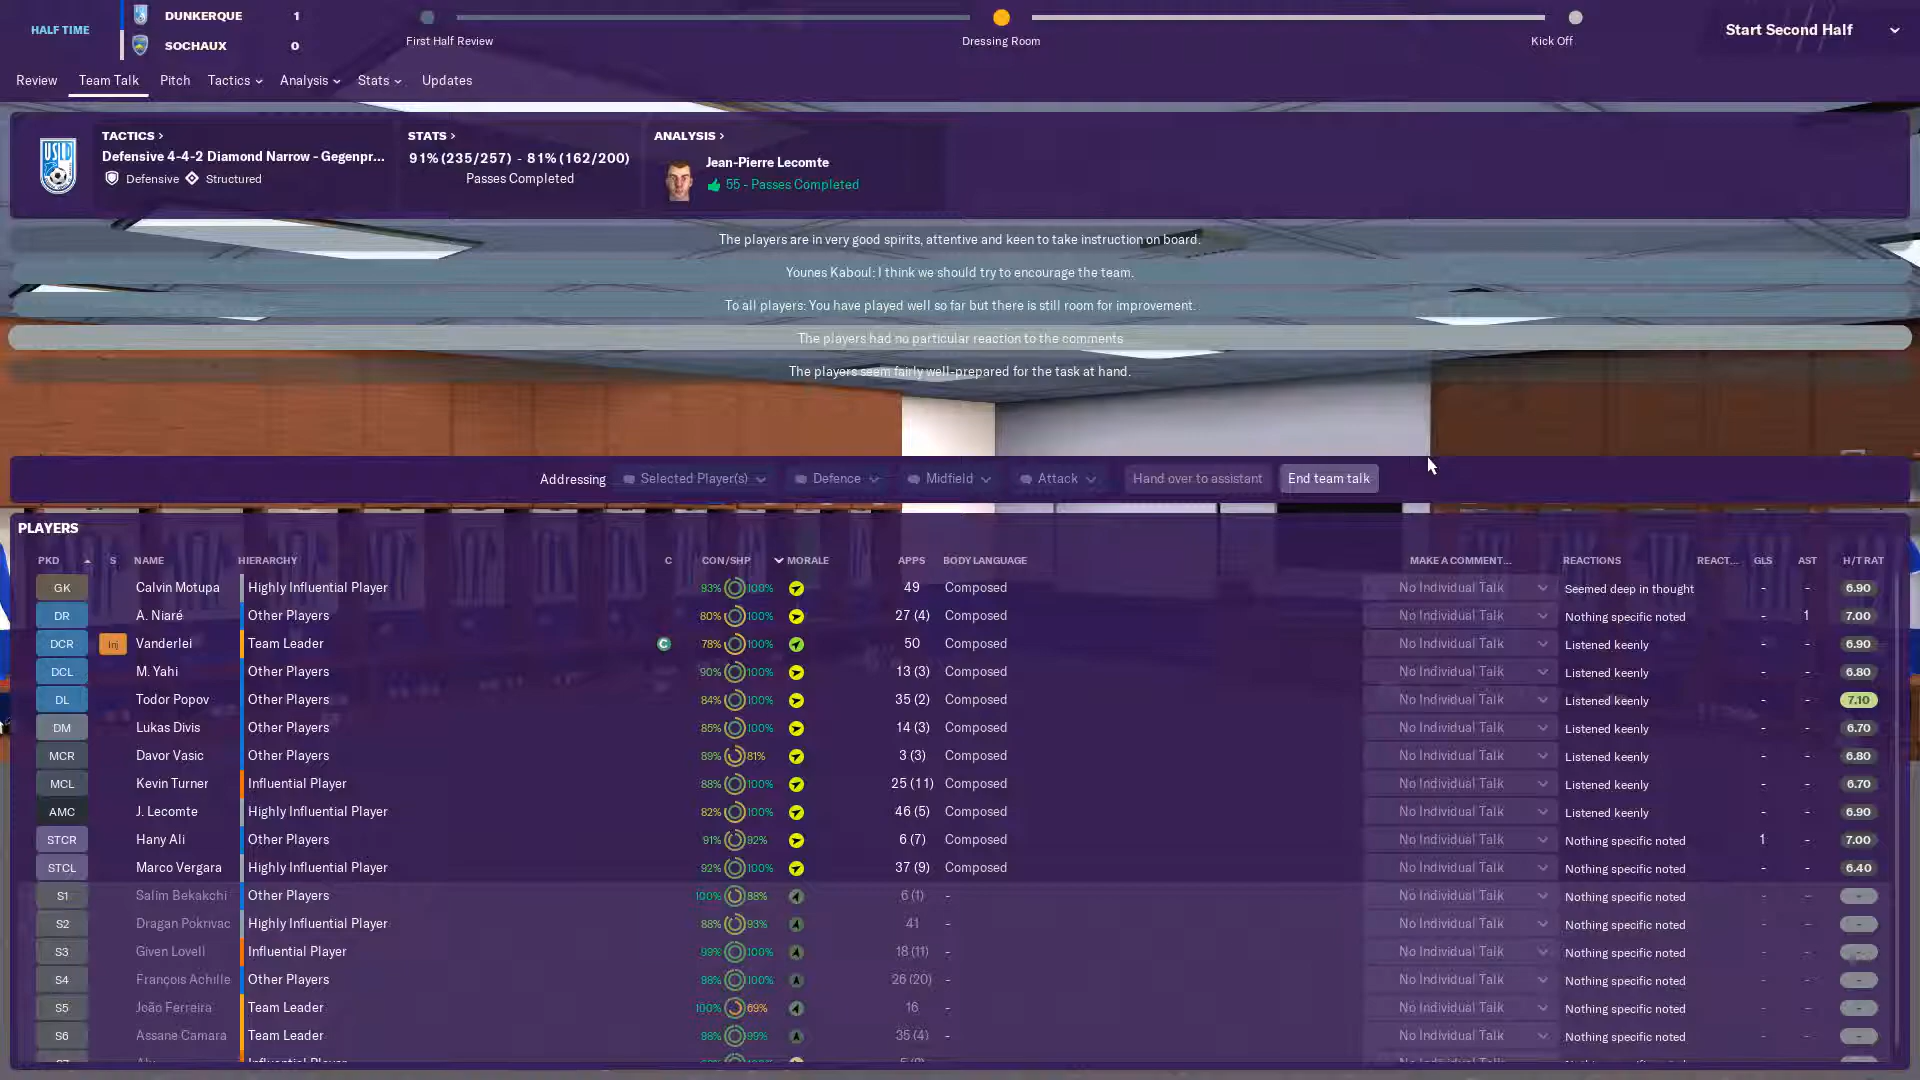 HALF TIME
DUNKERQUE 1
SOCHAUX 0
First Half Review
Dressing Room
Kick Off
Start Second Half
Review Team Talk Pitch Tactics Analysis Stats Updates
USLD
TACTICS >
Defensive 4-4-2 Diamond Narrow - Gegenpr...
Defensive Structured
STATS >
91% (235/257) - 81% (162/200)
Passes Completed
ANALYSIS >
Jean-Pierre Lecomte
55 - Passes Completed
The players are in very good spirits, attentive and keen to take instruction on board.
Younes Kaboul: I think we should try to encourage the team.
To all players: You have played well so far but there is still room for improvement.
The players had no particular reaction to the comments
The players seem fairly well-prepared for the task at hand.
Addressing Selected Player(s) Defence Midfield Attack Hand over to assistant End team talk
PLAYERS
PKD S NAME HIERARCHY C CON/SHP MORALE APPS BODY LANGUAGE MAKE A COMMENT... REACTIONS REACT... GLS AST H/T RAT
GK Calvin Motupa Highly Influential Player 93% 100% 49 Composed No Individual Talk Seemed deep in thought - - 6.90
DR A. Niaré Other Players 80% 100% 27 (4) Composed No Individual Talk Nothing specific noted - 1 7.00
DCR Inj Vanderlei Team Leader C 78% 100% 50 Composed No Individual Talk Listened keenly - - 6.90
DCL M. Yahi Other Players 90% 100% 13 (3) Composed No Individual Talk Listened keenly - - 6.80
DL Todor Popov Other Players 84% 100% 35 (2) Composed No Individual Talk Listened keenly - - 7.10
DM Lukas Divis Other Players 85% 100% 14 (3) Composed No Individual Talk Listened keenly - - 6.70
MCR Davor Vasic Other Players 89% 81% 3 (3) Composed No Individual Talk Listened keenly - - 6.80
MCL Kevin Turner Influential Player 88% 100% 25 (11) Composed No Individual Talk Listened keenly - - 6.70
AMC J. Lecomte Highly Influential Player 82% 100% 46 (5) Composed No Individual Talk Listened keenly - - 6.90
STCR Hany Ali Other Players 91% 92% 6 (7) Composed No Individual Talk Nothing specific noted 1 - 7.00
STCL Marco Vergara Highly Influential Player 92% 100% 37 (9) Composed No Individual Talk Nothing specific noted - - 6.40
S1 Salim Bekakchi Other Players 100% 88% 6 (1) - No Individual Talk Nothing specific noted - - -
S2 Dragan Pokrivac Highly Influential Player 88% 93% 41 - No Individual Talk Nothing specific noted - - -
S3 Given Lovell Influential Player 99% 100% 18 (11) - No Individual Talk Nothing specific noted - - -
S4 François Achille Other Players 98% 100% 26 (20) - No Individual Talk Nothing specific noted - - -
S5 João Ferreira Team Leader 100% 69% 16 - No Individual Talk Nothing specific noted - - -
S6 Assane Camara Team Leader 98% 99% 35 (4) - No Individual Talk Nothing specific noted - - -